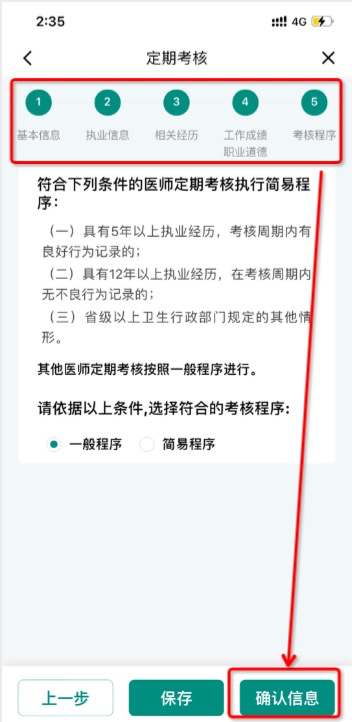 2:35
4G
定期考核
1 2 3 4 5
基本信息 执业信息 相关经历 工作成绩 考核程序
职业道德
符合下列条件的医师定期考核执行简易程
序：
（一）具有5年以上执业经历，考核周期内有
良好行为记录的；
（二）具有12年以上执业经历，在考核周期内
无不良行为记录的；
（三）省级以上卫生行政部门规定的其他情
形。
其他医师定期考核按照一般程序进行。
请依据以上条件,选择符合的考核程序:
一般程序 简易程序
上一步 保存 确认信息